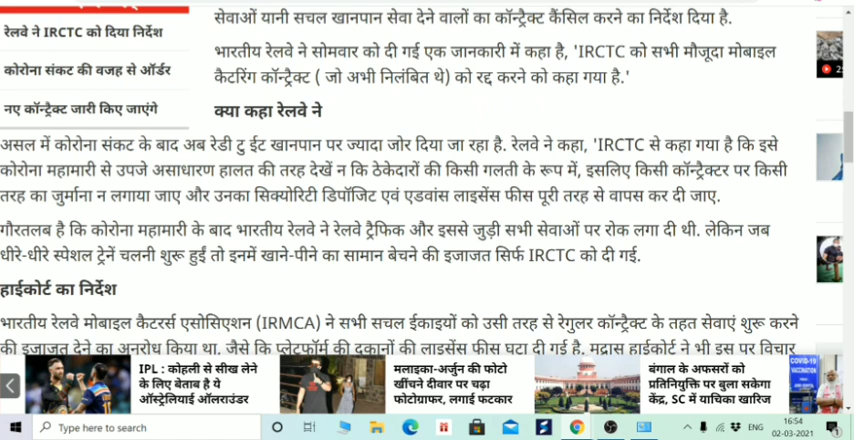 सेवाओं यानी सचल खानपान सेवा देने वालों का कॉन्ट्रैक्ट कैंसिल करने का निर्देश दिया है.
रेलवे ने IRCTC को दिया निर्देश
कोरोना संकट की वजह से ऑर्डर
नए कॉन्ट्रैक्ट जारी किए जाएंगे
भारतीय रेलवे ने सोमवार को दी गई एक जानकारी में कहा है, 'IRCTC को सभी मौजूदा मोबाइल
कैटरिंग कॉन्ट्रैक्ट ( जो अभी निलंबित थे) को रद्द करने को कहा गया है.'
क्या कहा रेलवे ने
असल में कोरोना संकट के बाद अब रेडी टु ईट खानपान पर ज्यादा जोर दिया जा रहा है. रेलवे ने कहा, 'IRCTC से कहा गया है कि इसे
कोरोना महामारी से उपजे असाधारण हालत की तरह देखें न कि ठेकेदारों की किसी गलती के रूप में, इसलिए किसी कॉन्ट्रैक्टर पर किसी
तरह का जुर्माना न लगाया जाए और उनका सिक्योरिटी डिपॉजिट एवं एडवांस लाइसेंस फीस पूरी तरह से वापस कर दी जाए.
गौरतलब है कि कोरोना महामारी के बाद भारतीय रेलवे ने रेलवे ट्रैफिक और इससे जुड़ी सभी सेवाओं पर रोक लगा दी थी. लेकिन जब
धीरे-धीरे स्पेशल ट्रेनें चलनी शुरू हुईं तो इनमें खाने-पीने का सामान बेचने की इजाजत सिर्फ IRCTC को दी गई.
हाईकोर्ट का निर्देश
भारतीय रेलवे मोबाइल कैटरर्स एसोसिएशन (IRMCA) ने सभी सचल ईकाइयों को उसी तरह से रेगुलर कॉन्ट्रैक्ट के तहत सेवाएं शुरू करने
की इजाजत देने का अनुरोध किया था, जैसे कि प्लेटफॉर्म की दुकानों की लाइसेंस फीस घटा दी गई है. मद्रास हाईकोर्ट ने भी इस पर विचार
IPL : कोहली से सीख लेने
के लिए बेताब है ये
ऑस्ट्रेलियाई ऑलराउंडर
मलाइका-अर्जुन की फोटो
खींचने दीवार पर चढ़ा
फोटोग्राफर, लगाई फटकार
बंगाल के अफसरों को
प्रतिनियुक्ति पर बुला सकेगा
केंद्र, SC में याचिका खारिज
COVID-19
VACCINATION
Type here to search
ENG
16:54
02-03-2021